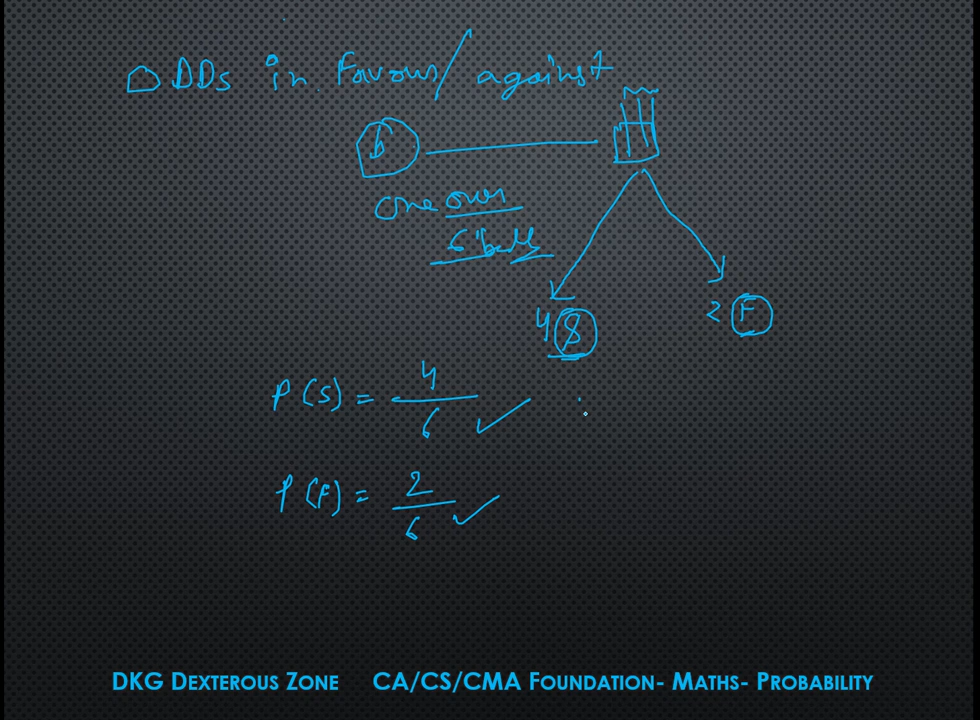 ODDs in favour/against
B
one over
6 balls
4 S 2 F
P(S) = 4/6 ✓
P(F) = 2/6 ✓
DKG DEXTEROUS ZONE CA/CS/CMA FOUNDATION- MATHS- PROBABILITY